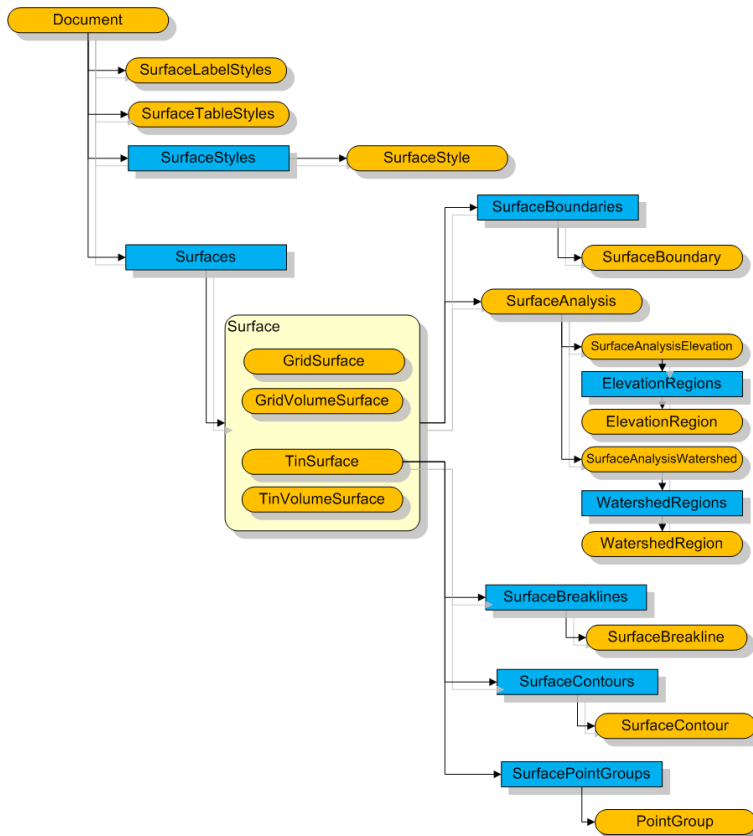 Document
SurfaceLabelStyles
SurfaceTableStyles
SurfaceStyles
SurfaceStyle
Surfaces
Surface
GridSurface
GridVolumeSurface
TinSurface
TinVolumeSurface
SurfaceBoundaries
SurfaceBoundary
SurfaceAnalysis
SurfaceAnalysisElevation
ElevationRegions
ElevationRegion
SurfaceAnalysisWatershed
WatershedRegions
WatershedRegion
SurfaceBreaklines
SurfaceBreakline
SurfaceContours
SurfaceContour
SurfacePointGroups
PointGroup